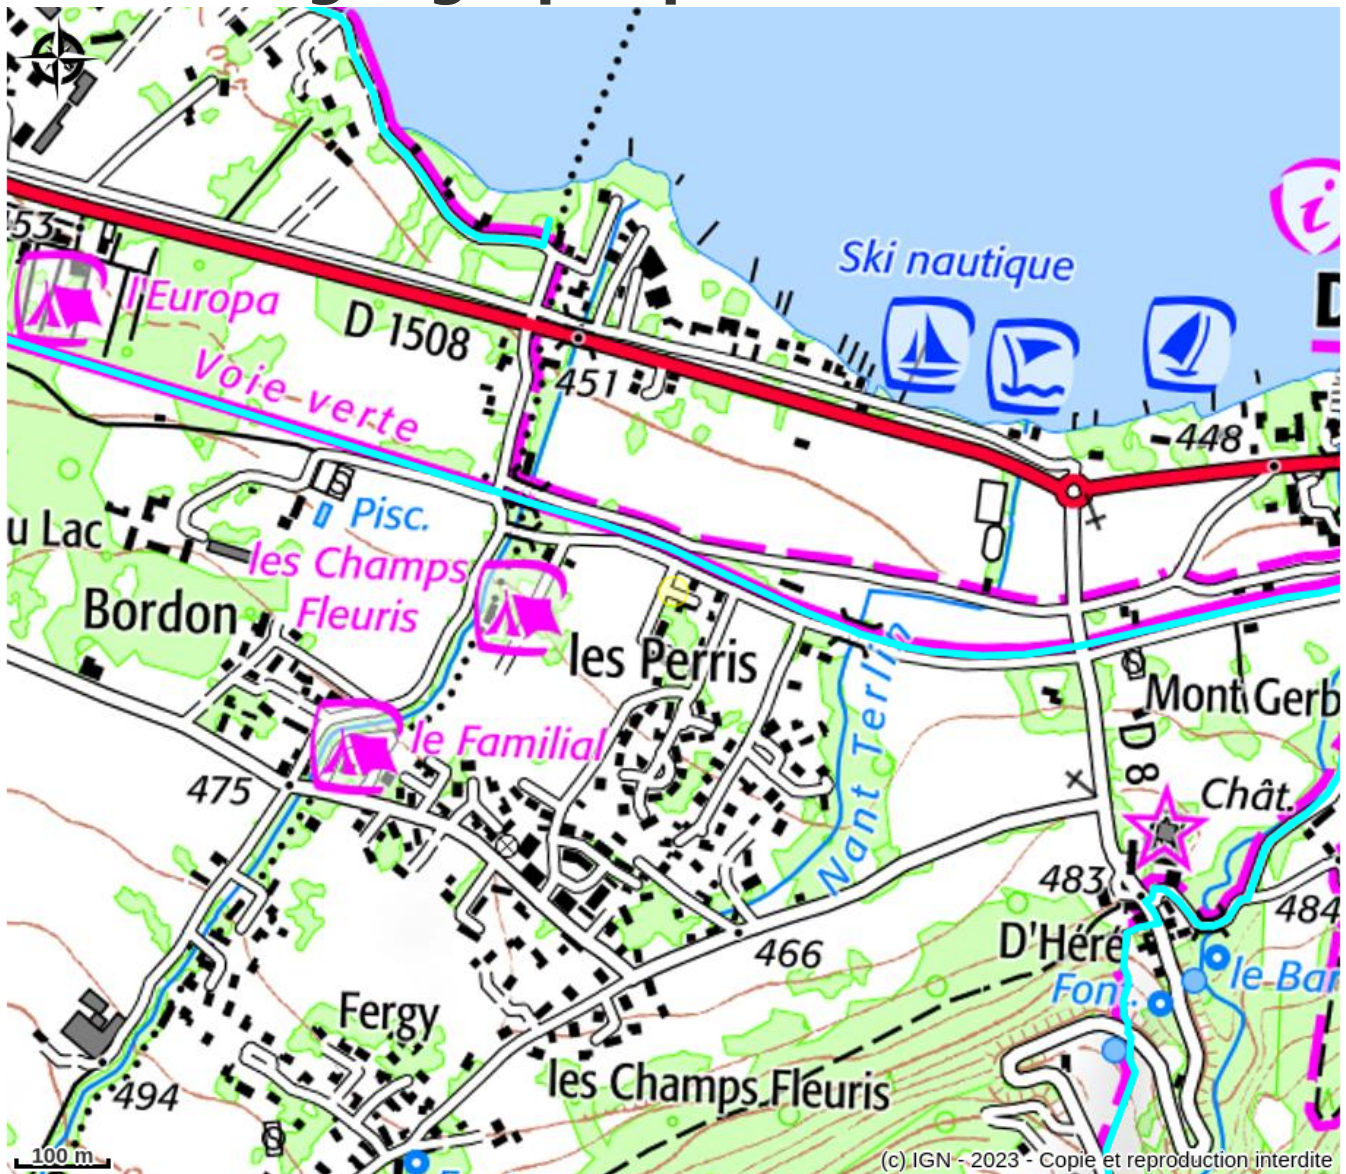 Ski nautique
i
53
l'Europa
D 1508
Voie verte
451
448
Pisc.
u Lac
les Champs
Fleuris
Bordon
les Perris
Nant Terlin
Mont Gerb
D 8
le Familial
475
Chât.
483
484
466
D'Héré
le Bar
Font.
Fergy
les Champs Fleuris
494
100 m
(c) IGN - 2023 - Copie et reproduction interdite